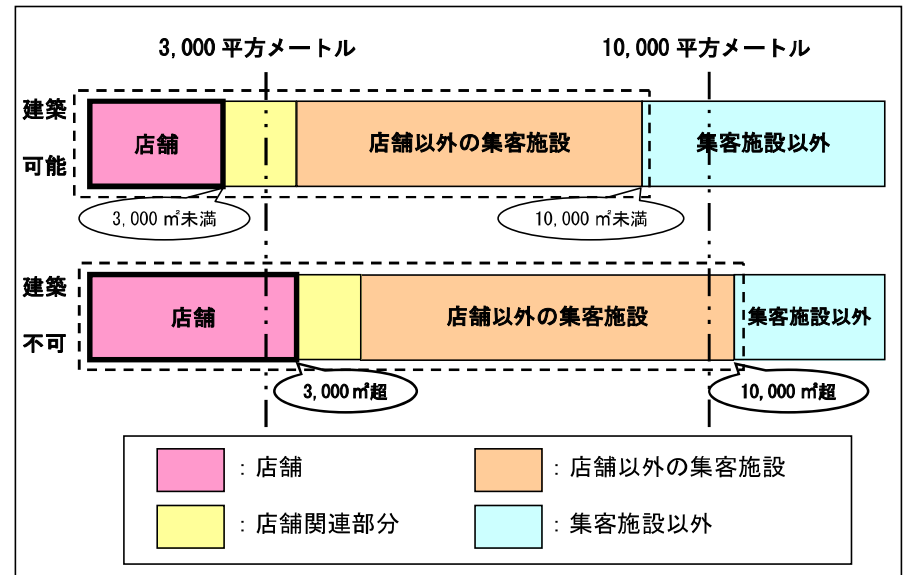 3,000 平方メートル
10,000 平方メートル
建築
可能
店舗
店舗以外の集客施設
集客施設以外
3,000 ㎡未満
10,000 ㎡未満
建築
不可
店舗
店舗以外の集客施設
集客施設以外
3,000㎡超
10,000㎡超
：店舗
：店舗以外の集客施設
：店舗関連部分
：集客施設以外